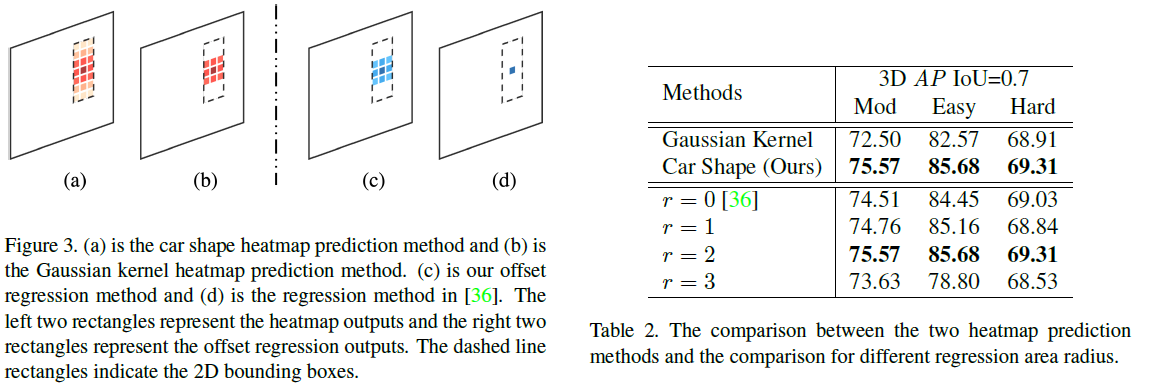 (a) (b) (c) (d)
Figure 3. (a) is the car shape heatmap prediction method and (b) is
the Gaussian kernel heatmap prediction method. (c) is our offset
regression method and (d) is the regression method in [36]. The
left two rectangles represent the heatmap outputs and the right two
rectangles represent the offset regression outputs. The dashed line
rectangles indicate the 2D bounding boxes.
Methods 3D AP IoU=0.7
Mod Easy Hard
Gaussian Kernel 72.50 82.57 68.91
Car Shape (Ours) 75.57 85.68 69.31
r = 0 [36] 74.51 84.45 69.03
r = 1 74.76 85.16 68.84
r = 2 75.57 85.68 69.31
r = 3 73.63 78.80 68.53
Table 2. The comparison between the two heatmap prediction
methods and the comparison for different regression area radius.